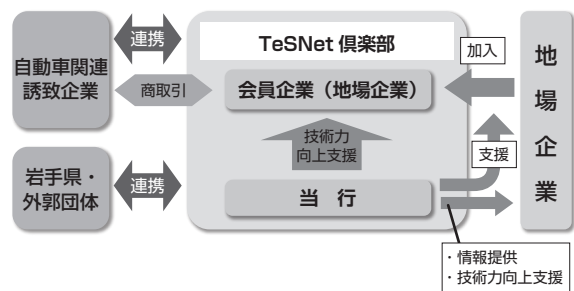 自動車関連
誘致企業
連携
商取引
TeSNet 倶楽部
会員企業（地場企業）
技術力
向上支援
当　行
岩手県・
外郭団体
連携
加入
支援
地場企業
・情報提供
・技術力向上支援